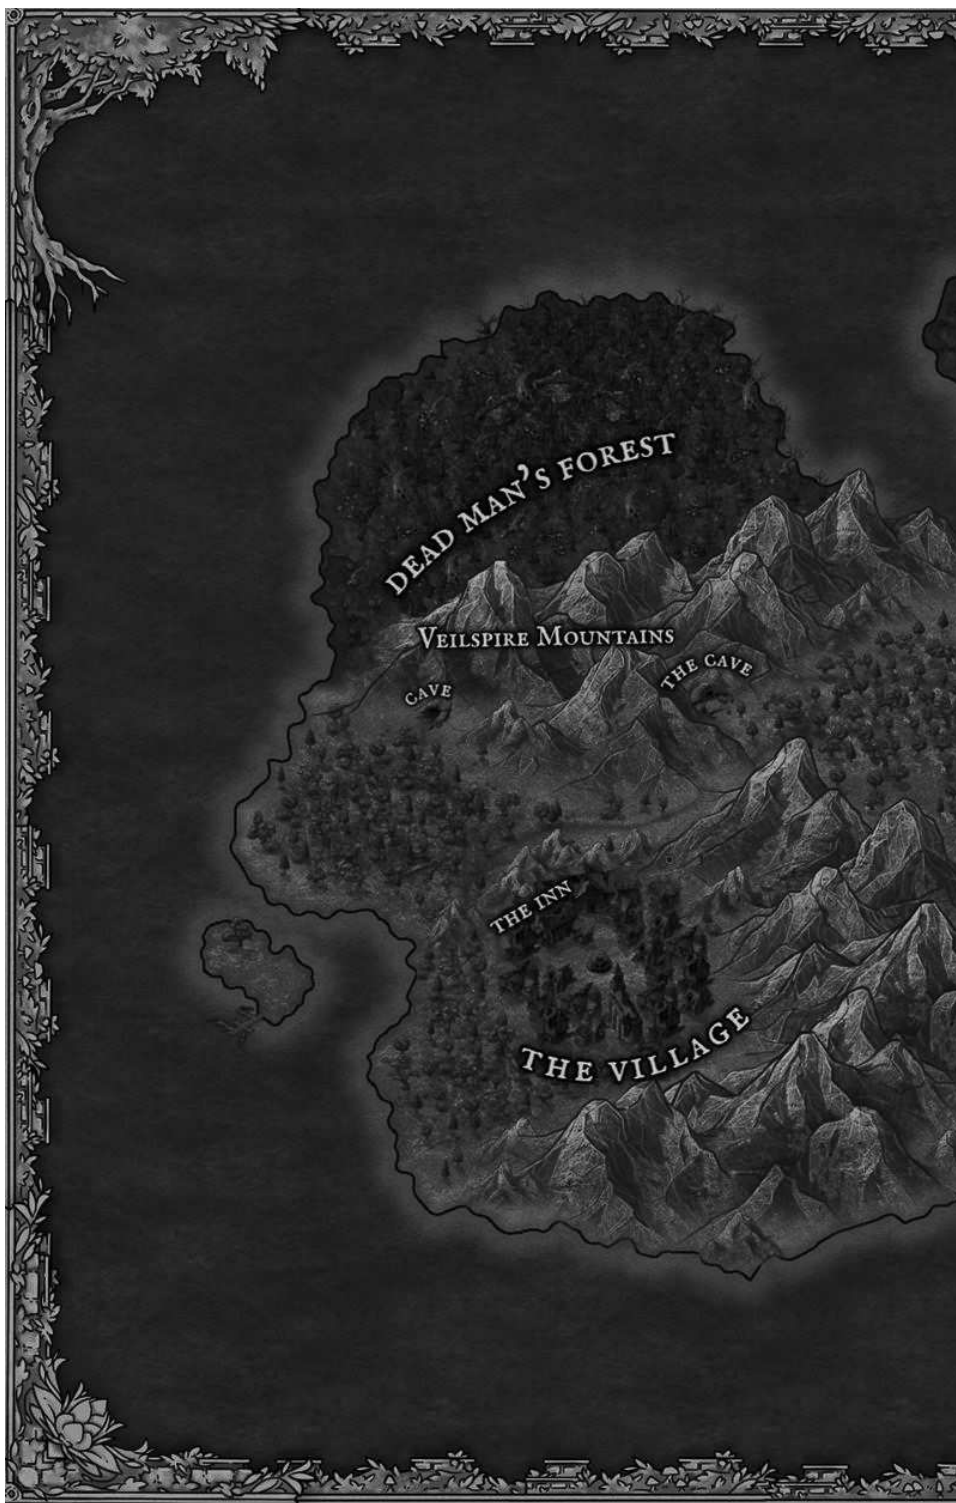 DEAD MAN'S FOREST
VEILSPIRE MOUNTAINS
THE CAVE
CAVE
THE INN
THE VILLAGE